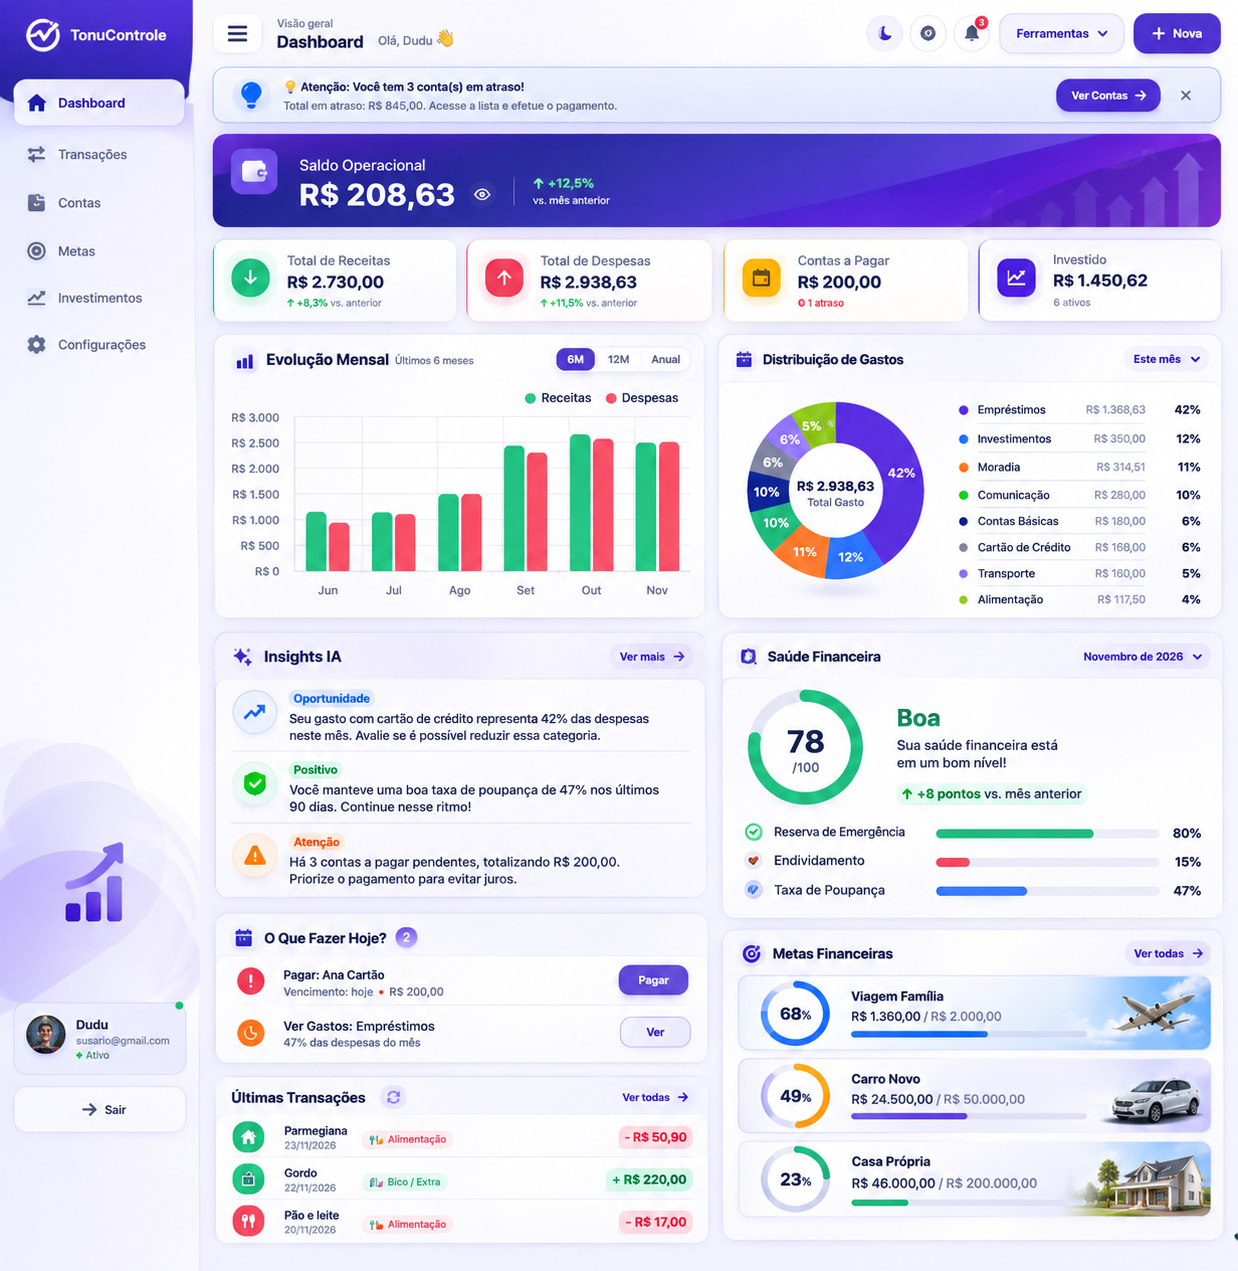 TonuControle
Dashboard
Transações
Contas
Metas
Investimentos
Configurações
Dudu
susario@gmail.com
Ativo
Sair
Visão geral
Dashboard
Olá, Dudu 👋
3
Ferramentas
+ Nova
💡 Atenção: Você tem 3 conta(s) em atraso!
Total em atraso: R$ 845,00. Acesse a lista e efetue o pagamento.
Ver Contas →
Saldo Operacional
R$ 208,63
↑ +12,5%
vs. mês anterior
Total de Receitas
R$ 2.730,00
↑ +8,3% vs. anterior
Total de Despesas
R$ 2.938,63
↑ +11,5% vs. anterior
Contas a Pagar
R$ 200,00
1 atraso
Investido
R$ 1.450,62
6 ativos
Evolução Mensal Últimos 6 meses
6M 12M Anual
Receitas Despesas
R$ 3.000
R$ 2.500
R$ 2.000
R$ 1.500
R$ 1.000
R$ 500
R$ 0
Jun Jul Ago Set Out Nov
Distribuição de Gastos
Este mês
42%
12%
11%
10%
10%
6%
6%
5%
R$ 2.938,63
Total Gasto
Empréstimos R$ 1.368,63 42%
Investimentos R$ 350,00 12%
Moradia R$ 314,51 11%
Comunicação R$ 280,00 10%
Contas Básicas R$ 180,00 6%
Cartão de Crédito R$ 168,00 6%
Transporte R$ 160,00 5%
Alimentação R$ 117,50 4%
Insights IA
Ver mais →
Oportunidade
Seu gasto com cartão de crédito representa 42% das despesas
neste mês. Avalie se é possível reduzir essa categoria.
Positivo
Você manteve uma boa taxa de poupança de 47% nos últimos
90 dias. Continue nesse ritmo!
Atenção
Há 3 contas a pagar pendentes, totalizando R$ 200,00.
Priorize o pagamento para evitar juros.
Saúde Financeira
Novembro de 2026
78
/100
Boa
Sua saúde financeira está
em um bom nível!
↑ +8 pontos vs. mês anterior
Reserva de Emergência 80%
Endividamento 15%
Taxa de Poupança 47%
O Que Fazer Hoje? 2
Pagar: Ana Cartão
Vencimento: hoje • R$ 200,00
Pagar
Ver Gastos: Empréstimos
47% das despesas do mês
Ver
Últimas Transações
Ver todas →
Parmegiana
23/11/2026
Alimentação
- R$ 50,90
Gordo
22/11/2026
Bico / Extra
+ R$ 220,00
Pão e leite
20/11/2026
Alimentação
- R$ 17,00
Metas Financeiras
Ver todas →
68%
Viagem Família
R$ 1.360,00 / R$ 2.000,00
49%
Carro Novo
R$ 24.500,00 / R$ 50.000,00
23%
Casa Própria
R$ 46.000,00 / R$ 200.000,00